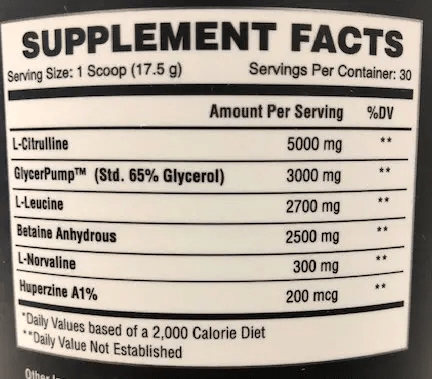 SUPPLEMENT FACTS
Serving Size: 1 Scoop (17.5 g) Servings Per Container: 30
Amount Per Serving %DV
L-Citrulline 5000 mg **
GlycerPump™ (Std. 65% Glycerol) 3000 mg **
L-Leucine 2700 mg **
Betaine Anhydrous 2500 mg **
L-Norvaline 300 mg **
Huperzine A1% 200 mcg **
*Daily Values based of a 2,000 Calorie Diet
**Daily Value Not Established
Other